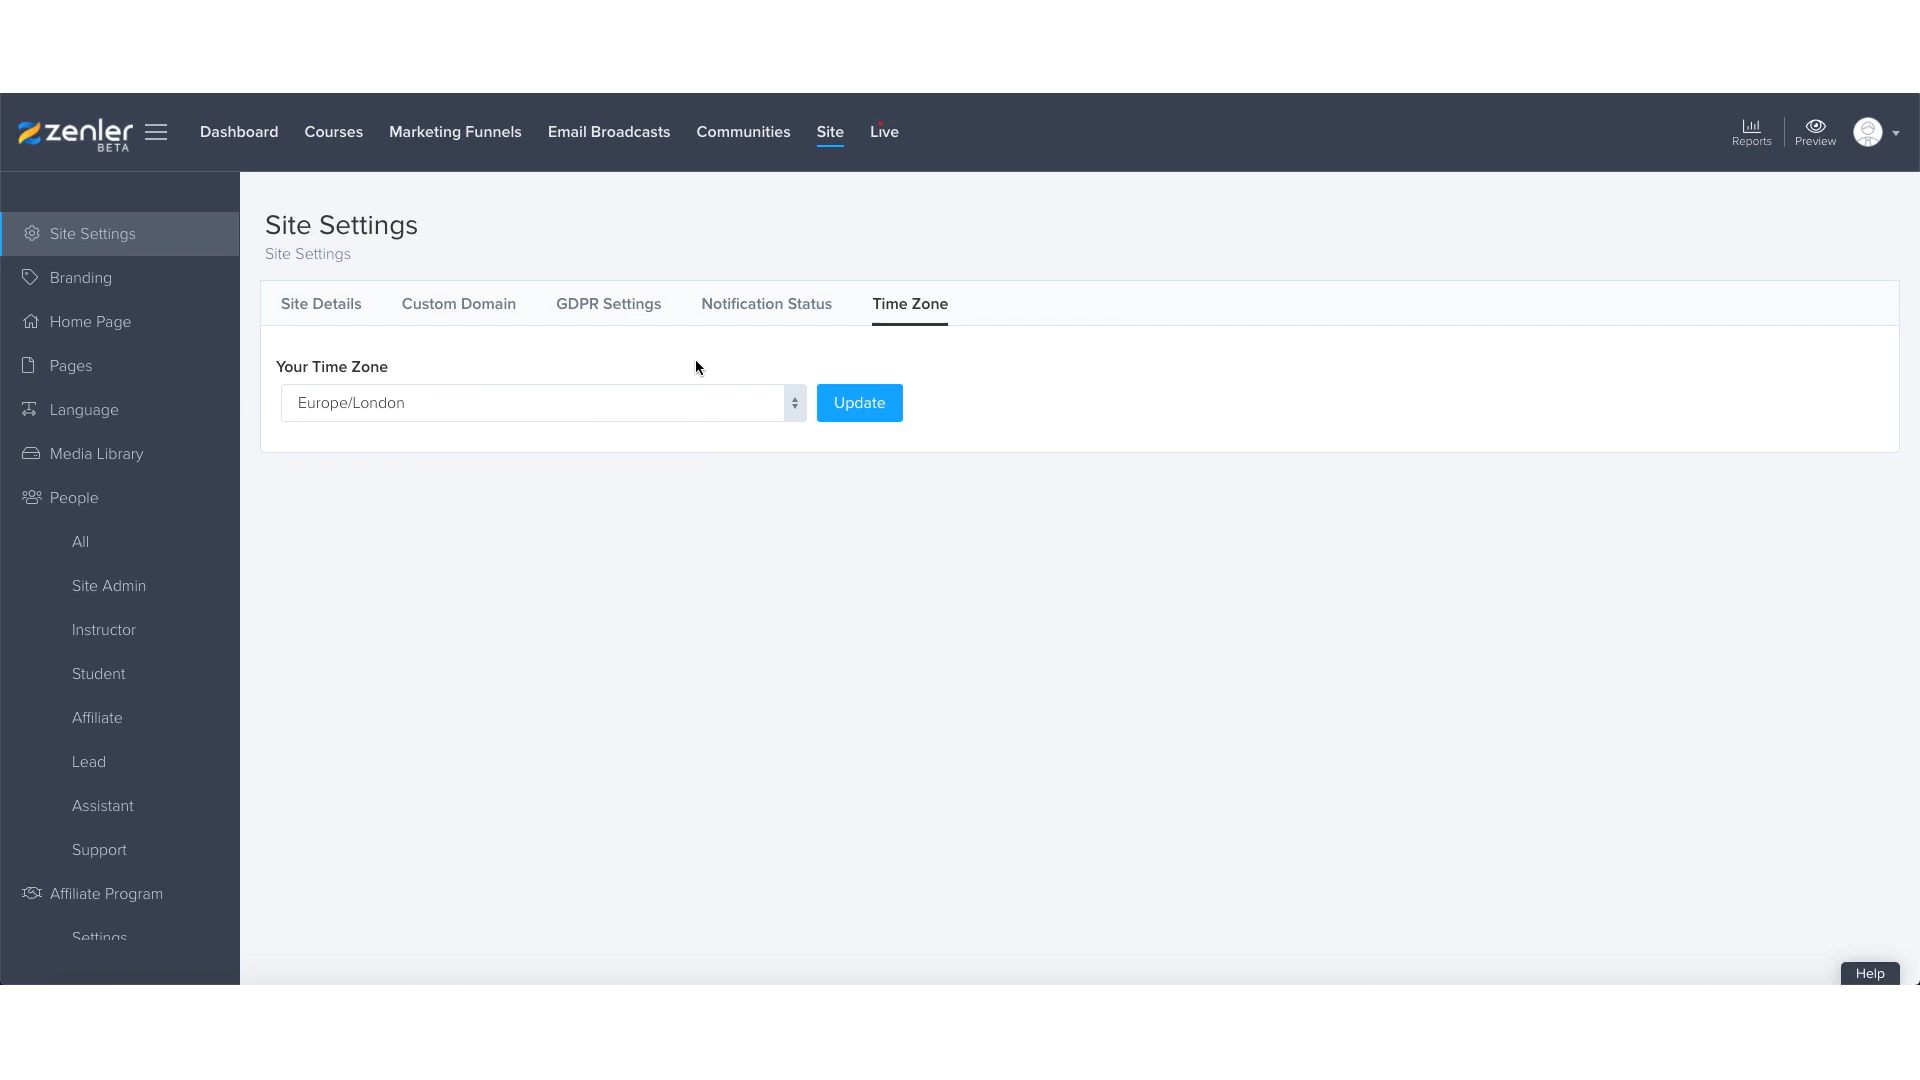 zenler
BETA
Dashboard
Courses
Marketing Funnels
Email Broadcasts
Communities
Site
Live
Reports
Preview
Site Settings
Branding
Home Page
Pages
Language
Media Library
People
All
Site Admin
Instructor
Student
Affiliate
Lead
Assistant
Support
Affiliate Program
Settings
Site Settings
Site Settings
Site Details
Custom Domain
GDPR Settings
Notification Status
Time Zone
Your Time Zone
Europe/London
Update
Help